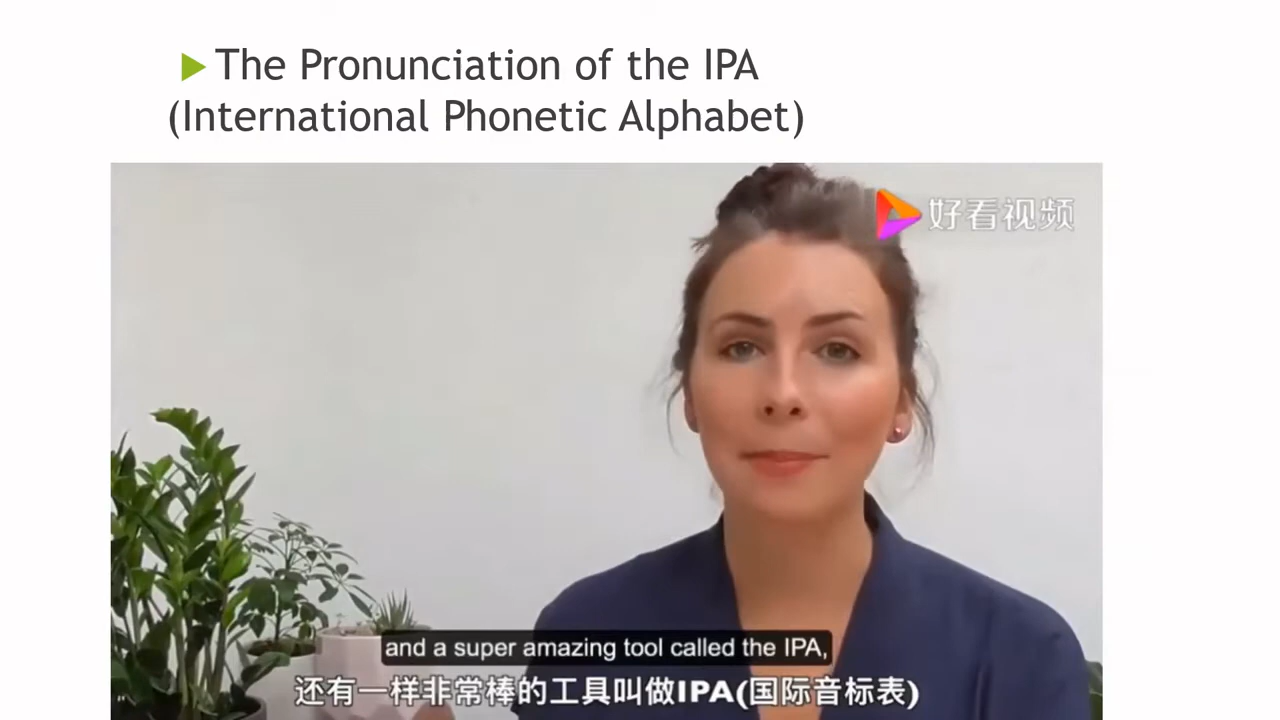 The Pronunciation of the IPA
(International Phonetic Alphabet)
好看视频
and a super amazing tool called the IPA,
还有一样非常棒的工具叫做IPA(国际音标表)